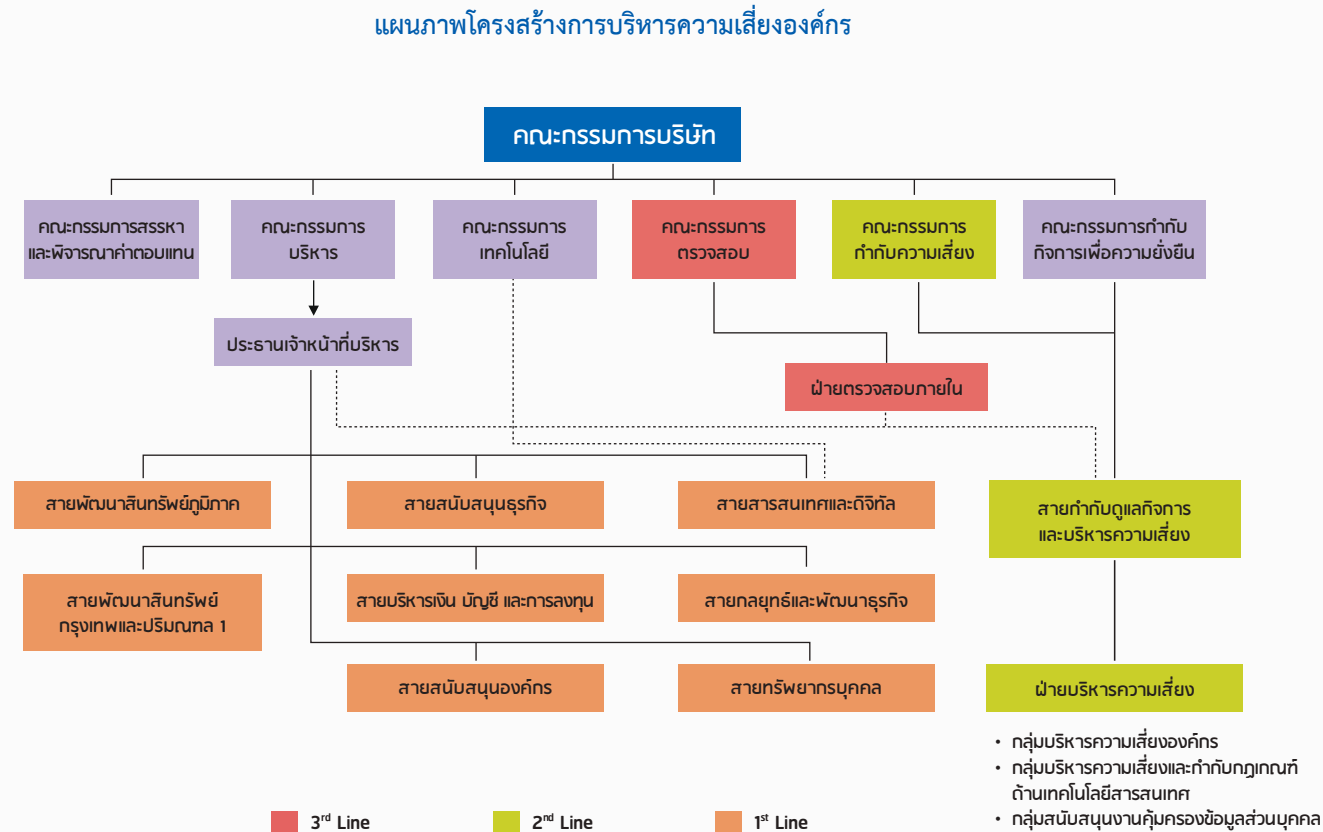 แผนภาพโครงสร้างการบริหารความเสี่ยงองค์กร
คณะกรรมการบริษัท
คณะกรรมการสรรหา
และพิจารณาค่าตอบแทน
คณะกรรมการ
บริหาร
คณะกรรมการ
เทคโนโลยี
คณะกรรมการ
ตรวจสอบ
คณะกรรมการ
กำกับความเสี่ยง
คณะกรรมการกำกับ
กิจการเพื่อความยั่งยืน
ประธานเจ้าหน้าที่บริหาร
ฝ่ายตรวจสอบภายใน
สายพัฒนาสินทรัพย์ภูมิภาค
สายสนับสนุนธุรกิจ
สายสารสนเทศและดิจิทัล
สายกำกับดูแลกิจการ
และบริหารความเสี่ยง
สายพัฒนาสินทรัพย์
กรุงเทพและปริมณฑล 1
สายบริหารเงิน บัญชี และการลงทุน
สายกลยุทธ์และพัฒนาธุรกิจ
สายสนับสนุนองค์กร
สายทรัพยากรบุคคล
ฝ่ายบริหารความเสี่ยง
• กลุ่มบริหารความเสี่ยงองค์กร
• กลุ่มบริหารความเสี่ยงและกำกับกฎเกณฑ์
ด้านเทคโนโลยีสารสนเทศ
• กลุ่มสนับสนุนงานคุ้มครองข้อมูลส่วนบุคคล
3rd Line
2nd Line
1st Line